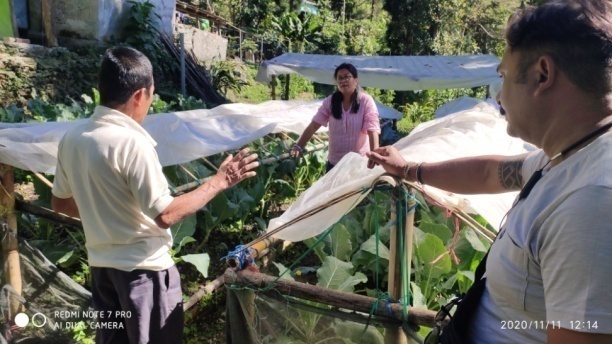 REDMI NOTE 7 PRO
AI DUAL CAMERA
2020/11/11 12:14